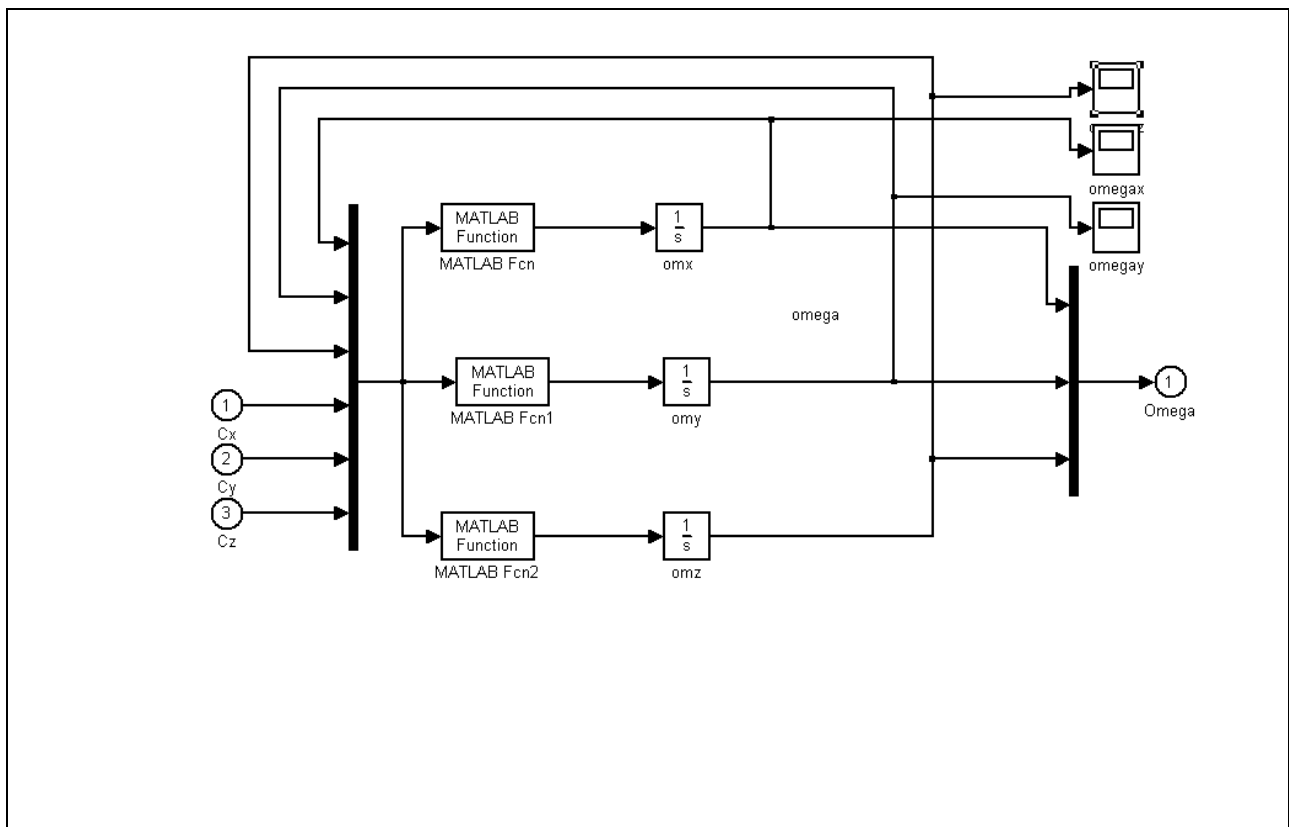 omegax
omegay
MATLAB
Function
MATLAB Fcn
1
s
omx
omega
MATLAB
Function
MATLAB Fcn1
1
s
omy
1
Omega
1
Cx
2
Cy
3
Cz
MATLAB
Function
MATLAB Fcn2
1
s
omz